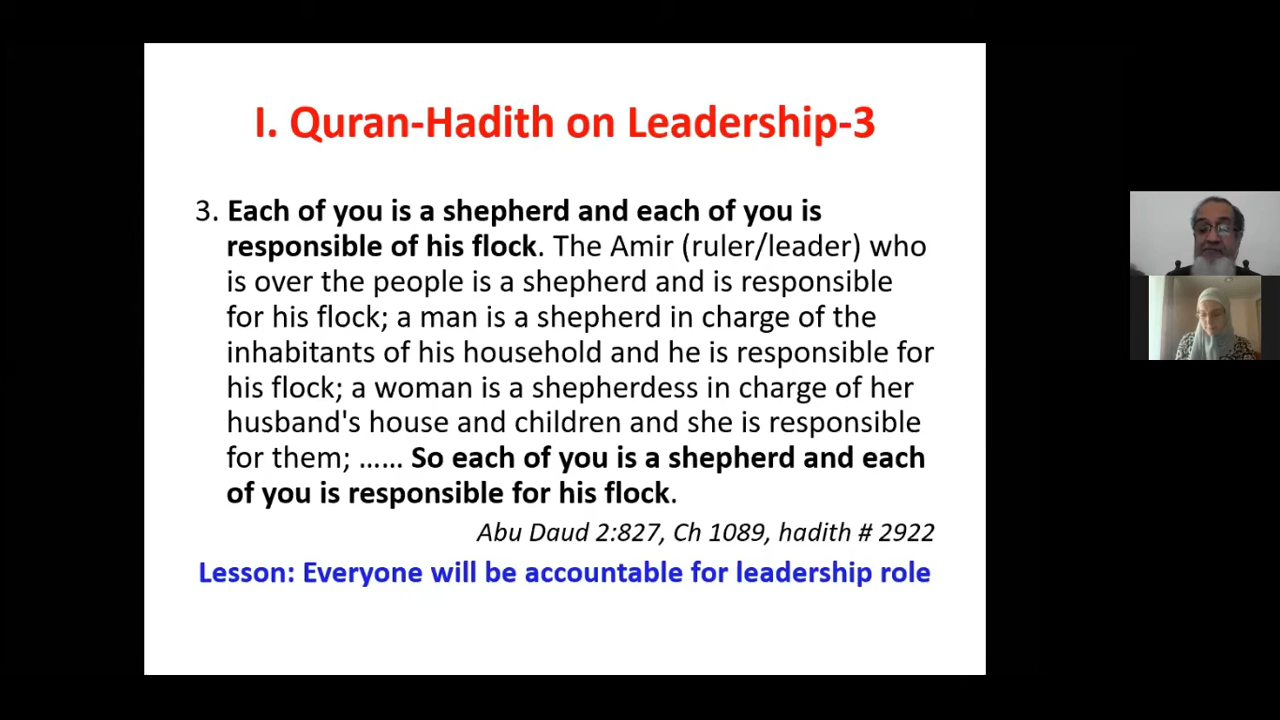 I. Quran-Hadith on Leadership-3
3. Each of you is a shepherd and each of you is
responsible of his flock. The Amir (ruler/leader) who
is over the people is a shepherd and is responsible
for his flock; a man is a shepherd in charge of the
inhabitants of his household and he is responsible for
his flock; a woman is a shepherdess in charge of her
husband's house and children and she is responsible
for them; …… So each of you is a shepherd and each
of you is responsible for his flock.
Abu Daud 2:827, Ch 1089, hadith # 2922
Lesson: Everyone will be accountable for leadership role